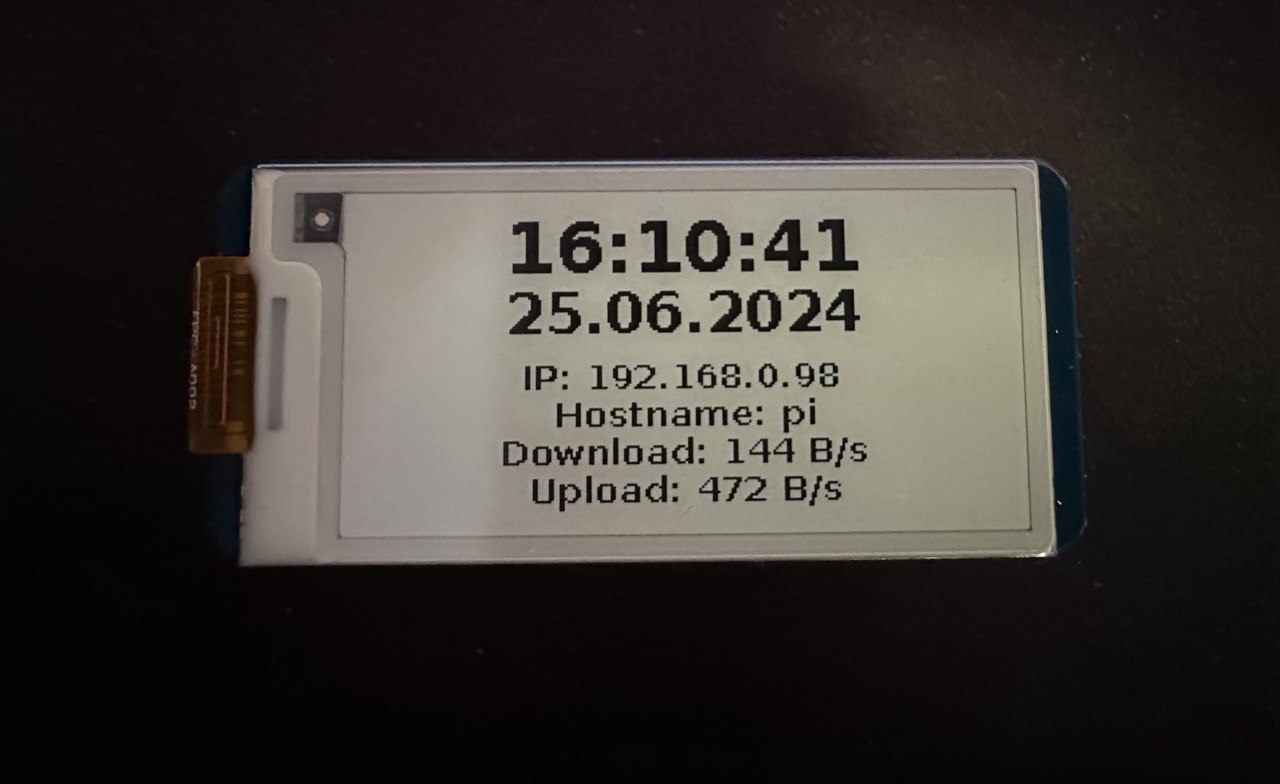 16:10:41
25.06.2024
IP: 192.168.0.98
Hostname: pi
Download: 144 B/s
Upload: 472 B/s